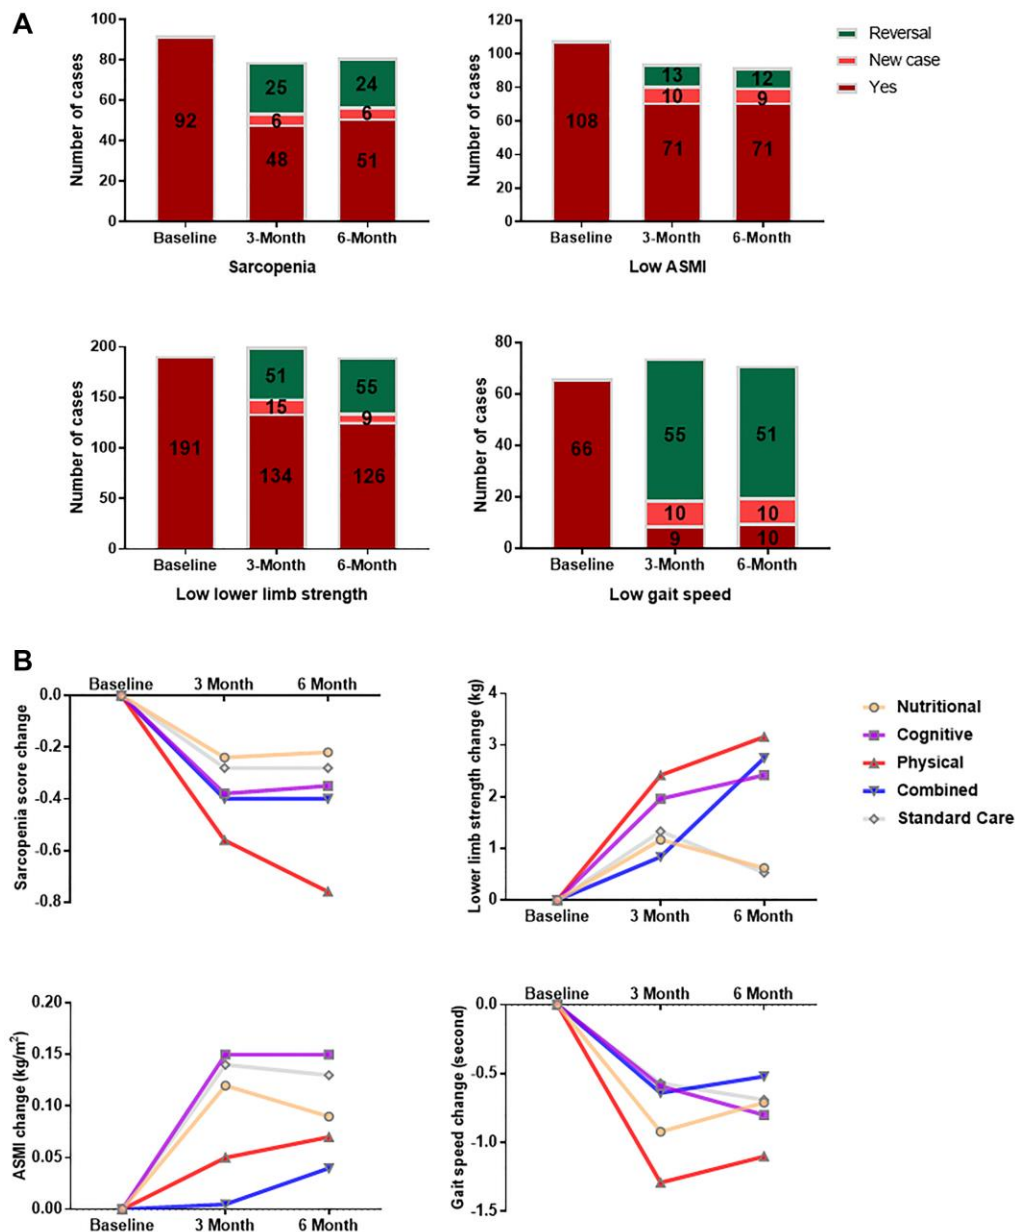 A
Number of cases
100
80
60
40
20
0
92
25
6
48
24
6
51
Baseline 3-Month 6-Month
Sarcopenia
Number of cases
120
100
80
60
40
20
0
108
13
10
71
12
9
71
Baseline 3-Month 6-Month
Low ASMI
Reversal
New case
Yes
Number of cases
200
150
100
50
0
191
51
15
134
55
9
126
Baseline 3-Month 6-Month
Low lower limb strength
Number of cases
80
60
40
20
0
66
55
10
9
51
10
10
Baseline 3-Month 6-Month
Low gait speed
B
Sarcopenia score change
Baseline 3 Month 6 Month
0.0
-0.2
-0.4
-0.6
-0.8
Lower limb strength change (kg)
4
3
2
1
0
Baseline 3 Month 6 Month
Nutritional
Cognitive
Physical
Combined
Standard Care
ASMI change (kg/m²)
0.20
0.15
0.10
0.05
0.00
Baseline 3 Month 6 Month
Gait speed change (second)
Baseline 3 Month 6 Month
0.0
-0.5
-1.0
-1.5